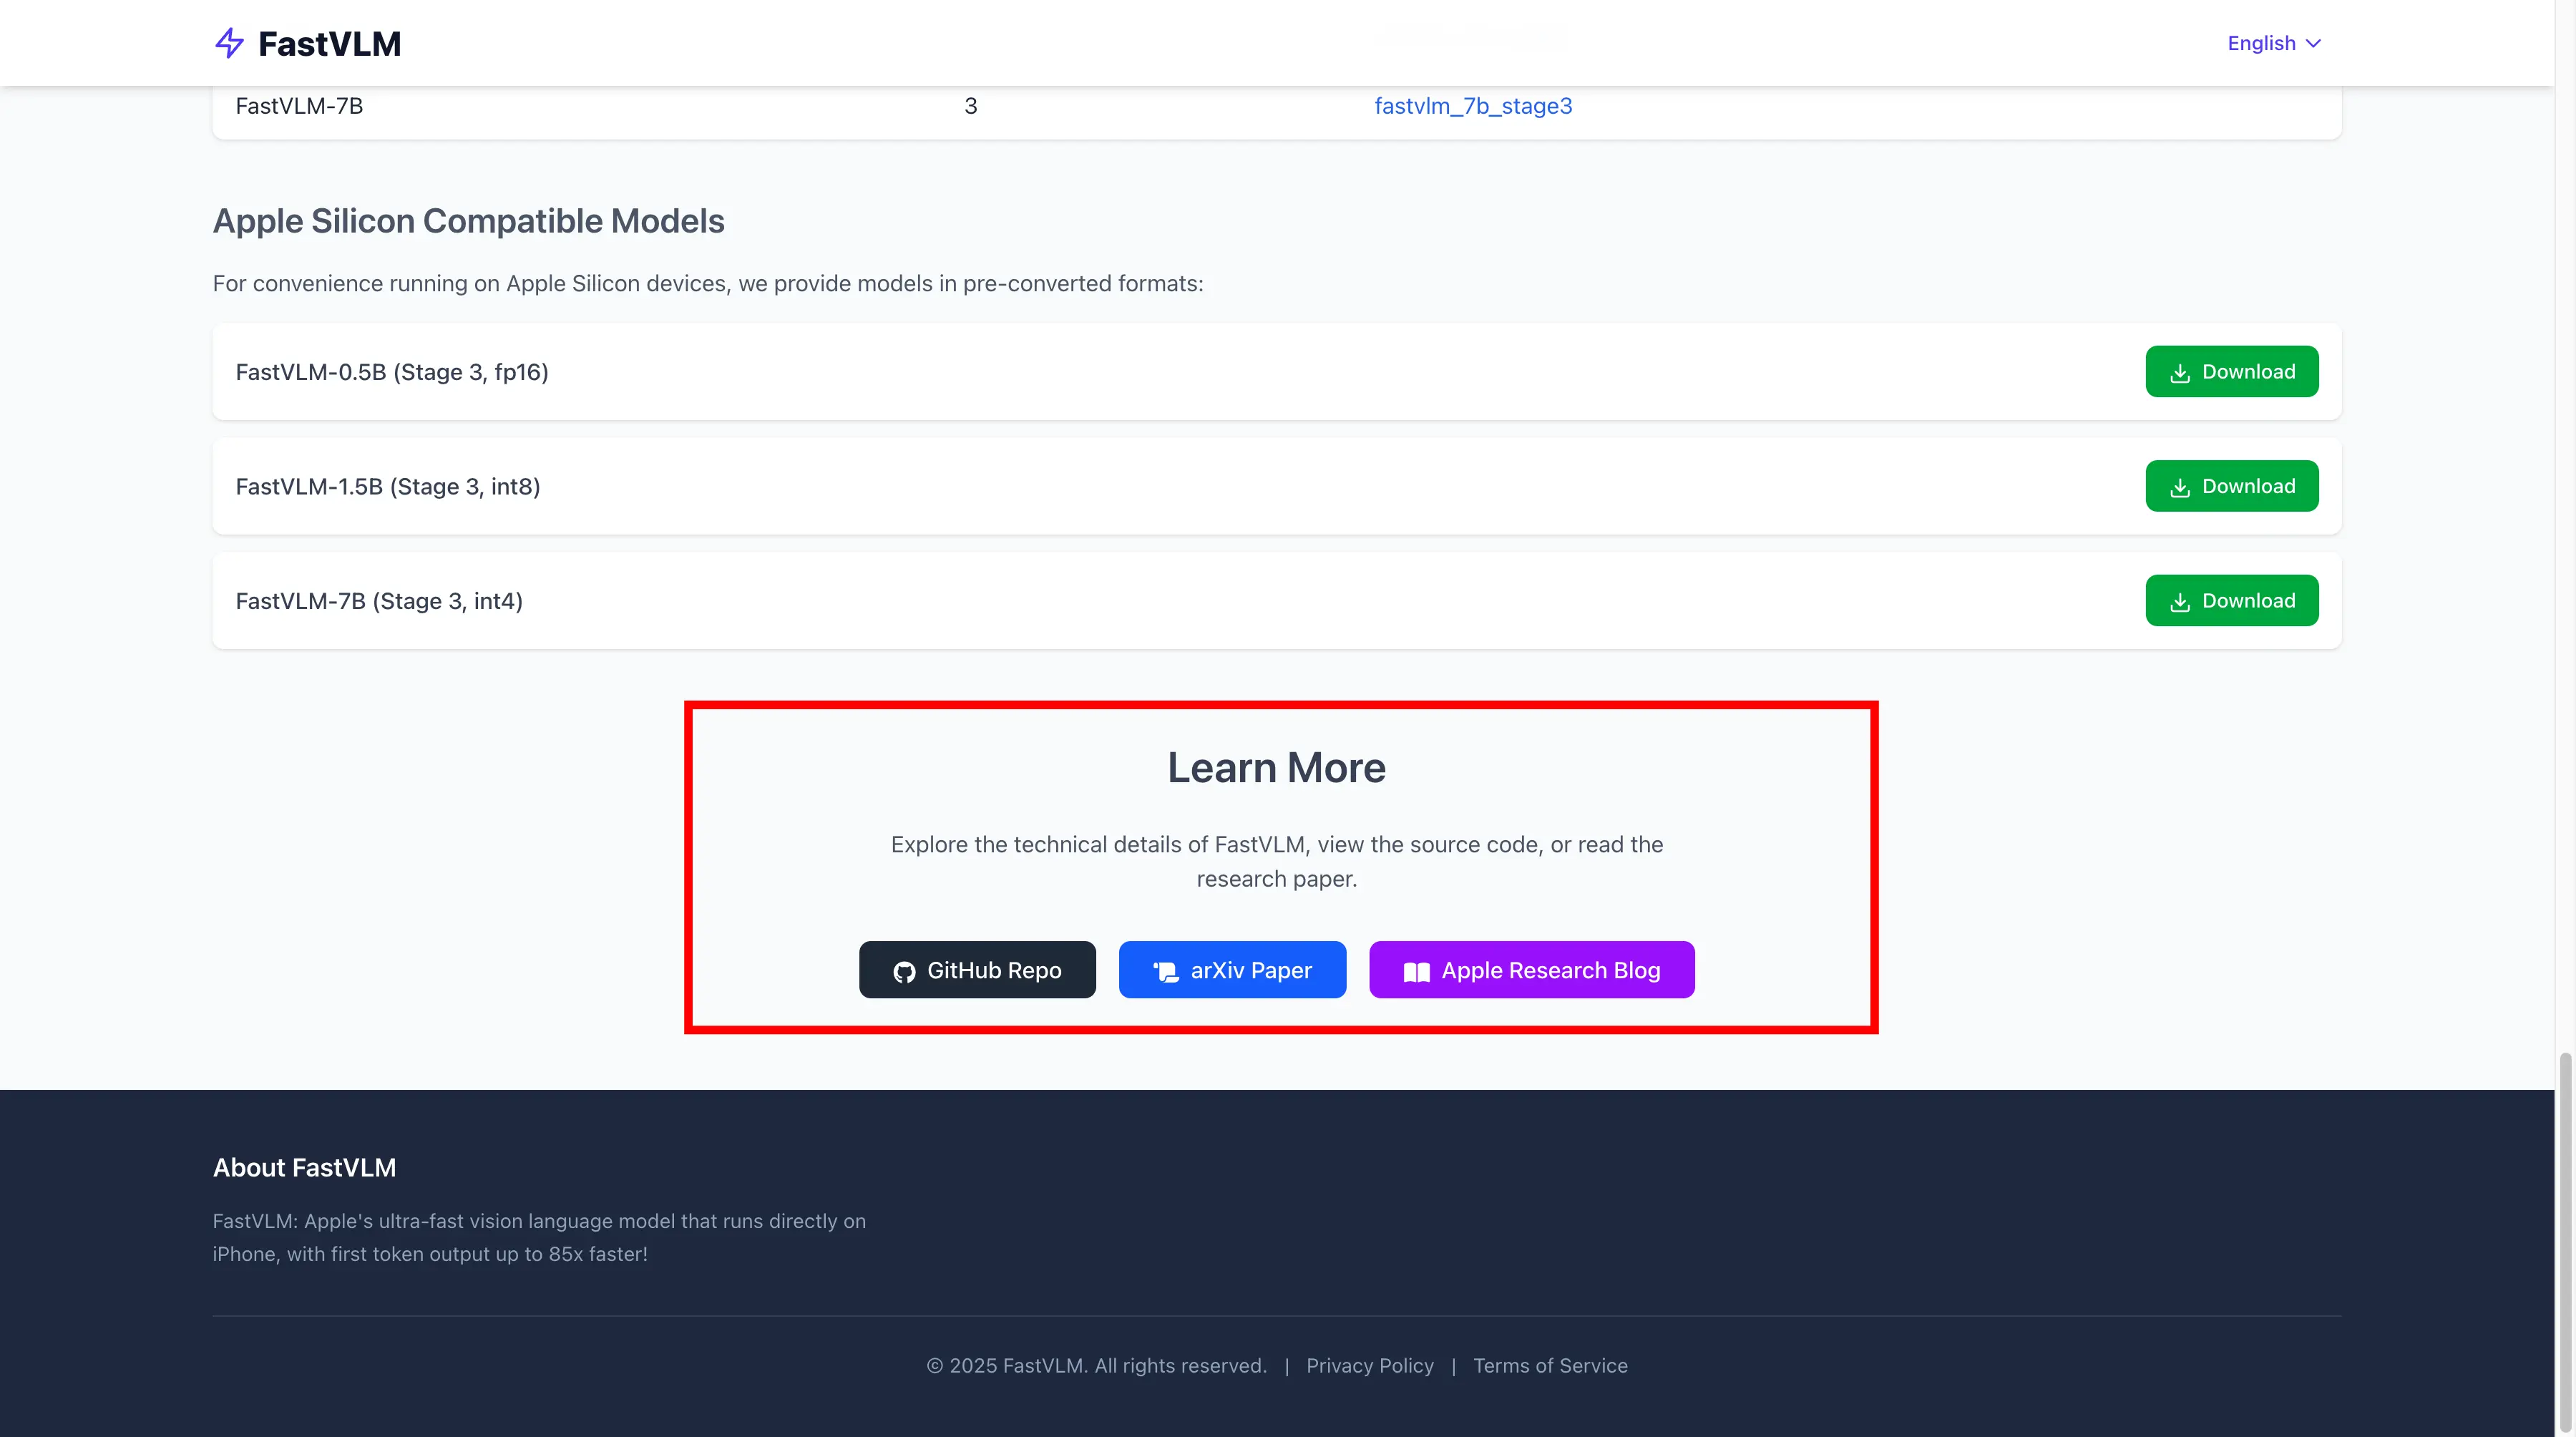 FastVLM
English
FastVLM-7B 3 fastvlm_7b_stage3
Apple Silicon Compatible Models
For convenience running on Apple Silicon devices, we provide models in pre-converted formats:
FastVLM-0.5B (Stage 3, fp16) Download
FastVLM-1.5B (Stage 3, int8) Download
FastVLM-7B (Stage 3, int4) Download
Learn More
Explore the technical details of FastVLM, view the source code, or read the
research paper.
GitHub Repo arXiv Paper Apple Research Blog
About FastVLM
FastVLM: Apple's ultra-fast vision language model that runs directly on
iPhone, with first token output up to 85x faster!
© 2025 FastVLM. All rights reserved. | Privacy Policy | Terms of Service